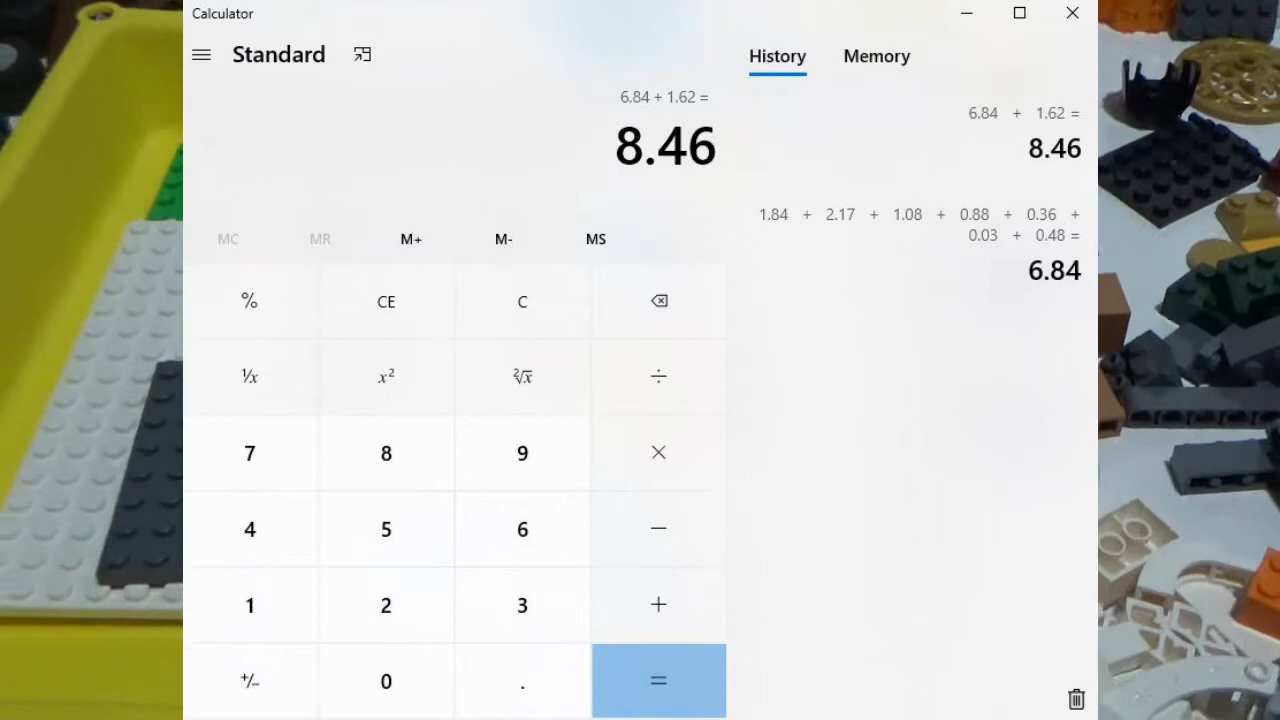 Calculator
Standard
History Memory
6.84 + 1.62 =
8.46
6.84 + 1.62 =
8.46
1.84 + 2.17 + 1.08 + 0.88 + 0.36 +
0.03 + 0.48 =
6.84
MC MR M+ M- MS
% CE C
¹/x x² ²√x ÷
7 8 9 ×
4 5 6 −
1 2 3 +
+/− 0 . =